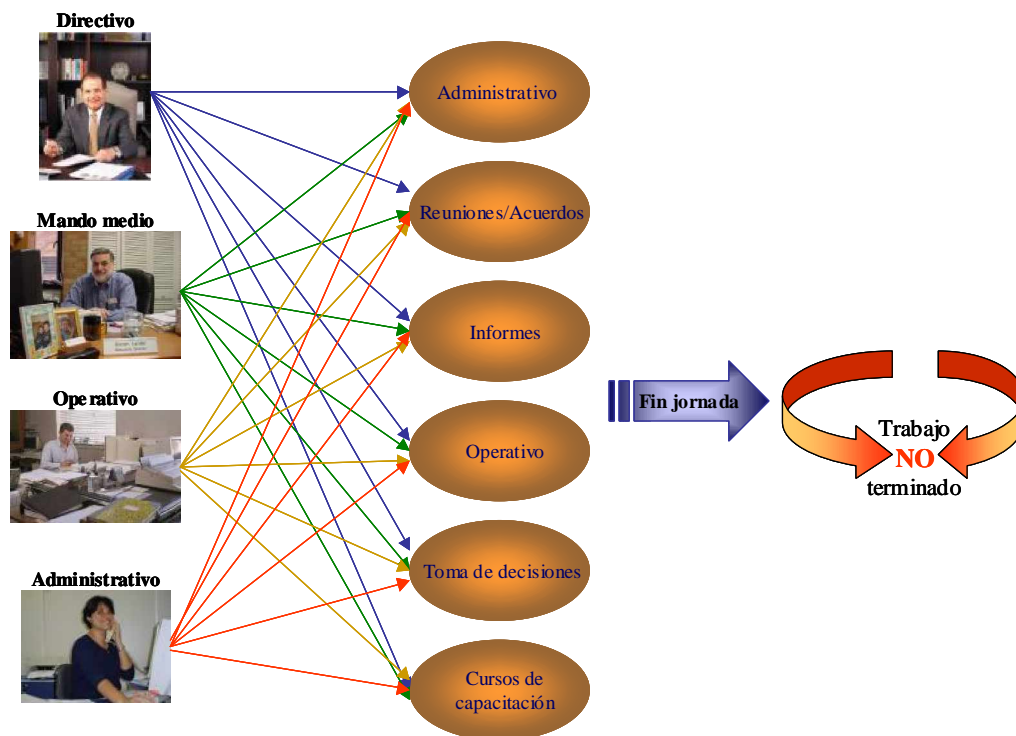 Directivo
Mando medio
Operativo
Administrativo
Administrativo
Reuniones/Acuerdos
Informes
Operativo
Toma de decisiones
Cursos de
capacitación
Fin jornada
Trabajo
NO
terminado